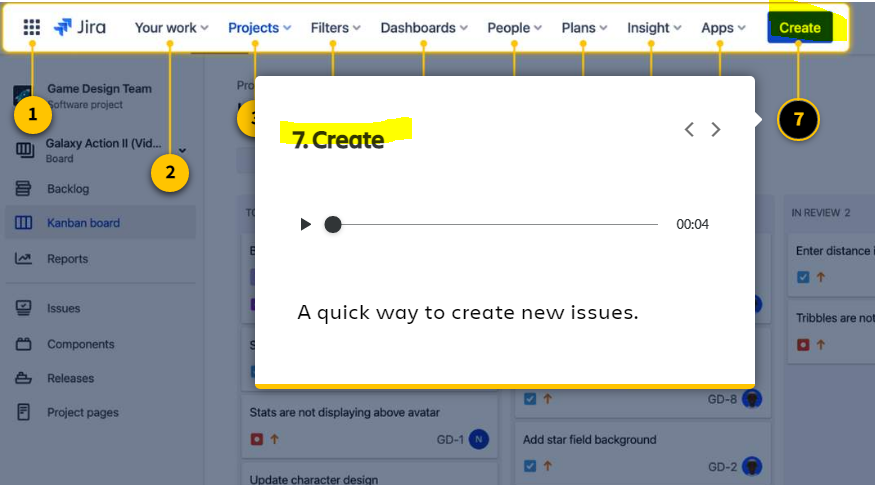 Jira Your work Projects Filters Dashboards People Plans Insight Apps Create
Game Design Team
Software project
1
Galaxy Action II (Vid...
Board
2
7
7. Create
00:04
A quick way to create new issues.
Backlog
Kanban board
Reports
Issues
Components
Releases
Project pages
IN REVIEW 2
Enter distance
Tribbles are not
Stats are not displaying above avatar
GD-1 N
Update character design
GD-8
Add star field background
GD-2